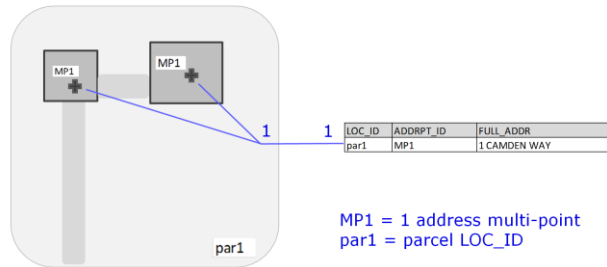 MP1
MP1
1
1
LOC_ID ADDRPT_ID FULL_ADDR
par1 MP1 1 CAMDEN WAY
MP1 = 1 address multi-point
par1 = parcel LOC_ID
par1